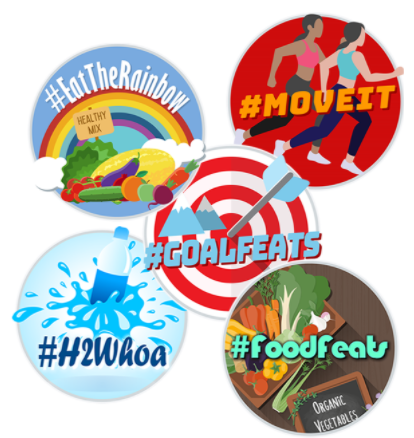 #EatTheRainbow
HEALTHY
MIX
#MOVEIT
#GOALFEATS
#H2Whoa
#FoodFeats
ORGANIC
VEGETABLES